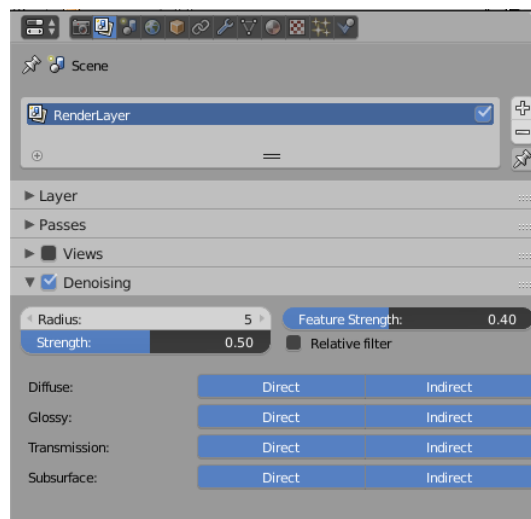 Scene
RenderLayer
Layer
Passes
Views
Denoising
Radius: 5 Feature Strength: 0.40
Strength: 0.50 Relative filter
Diffuse: Direct Indirect
Glossy: Direct Indirect
Transmission: Direct Indirect
Subsurface: Direct Indirect